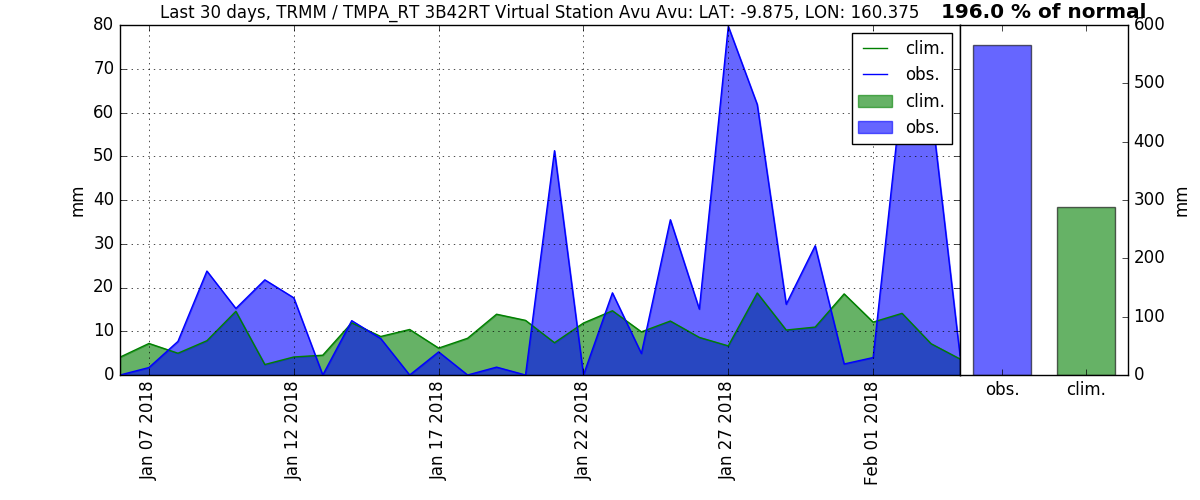 Last 30 days, TRMM / TMPA_RT 3B42RT Virtual Station Avu Avu: LAT: -9.875, LON: 160.375
196.0 % of normal
80
70
60
50
40
30
20
10
0
mm
clim.
obs.
clim.
obs.
Jan 07 2018
Jan 12 2018
Jan 17 2018
Jan 22 2018
Jan 27 2018
Feb 01 2018
600
500
400
300
200
100
0
mm
obs.
clim.